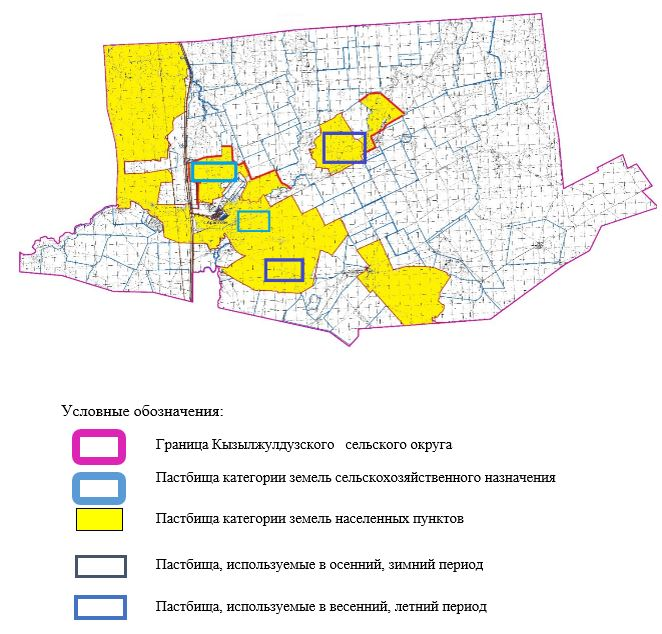 Условные обозначения:
Граница Кызылжулдузского сельского округа
Пастбища категории земель сельскохозяйственного назначения
Пастбища категории земель населенных пунктов
Пастбища, используемые в осенний, зимний период
Пастбища, используемые в весенний, летний период